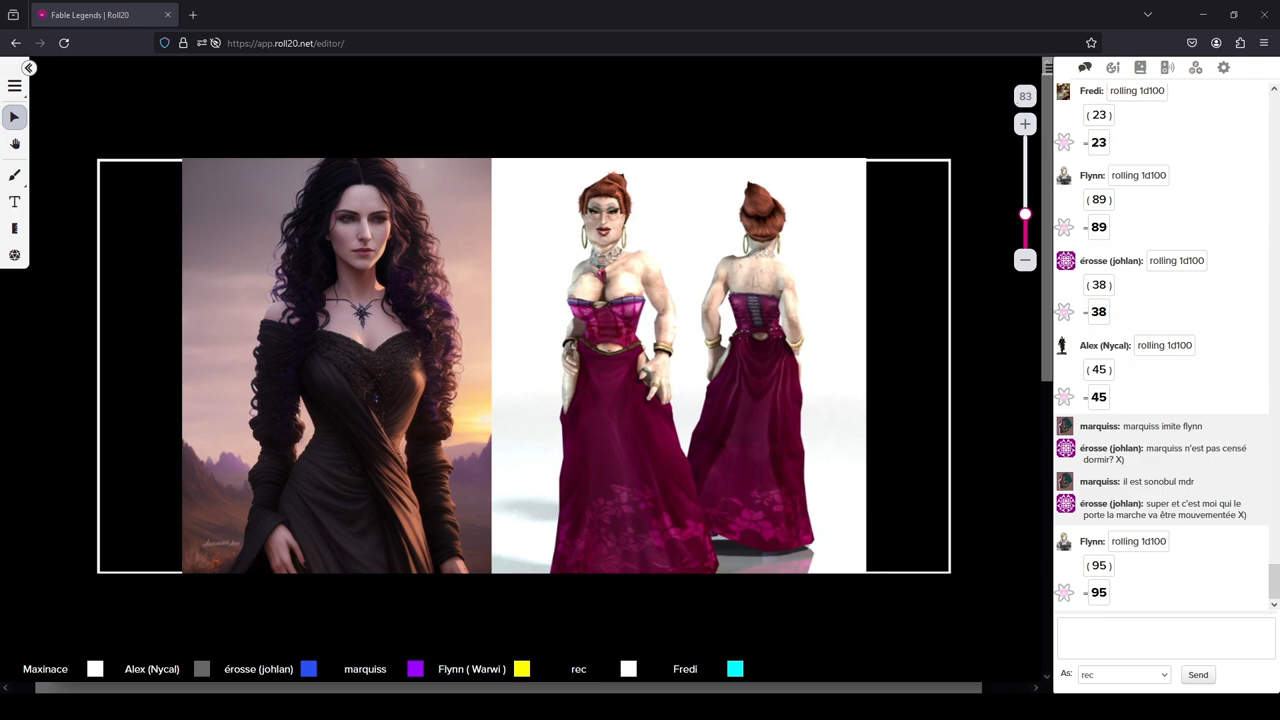 Fable Legends | Roll20
https://app.roll20.net/editor/
83
Fredi: rolling 1d100
( 23 )
= 23
Flynn: rolling 1d100
( 89 )
= 89
érosse (johlan): rolling 1d100
( 38 )
= 38
Alex (Nycal): rolling 1d100
( 45 )
= 45
marquiss: marquiss imite flynn
érosse (johlan): marquiss n'est pas censé
dormir? X)
marquiss: il est sonobul mdr
érosse (johlan): super et c'est moi qui le
porte la marche va être mouvementée X)
Flynn: rolling 1d100
( 95 )
= 95
As: rec Send
Maxinace Alex (Nycal) érosse (johlan) marquiss Flynn ( Warwi ) rec Fredi